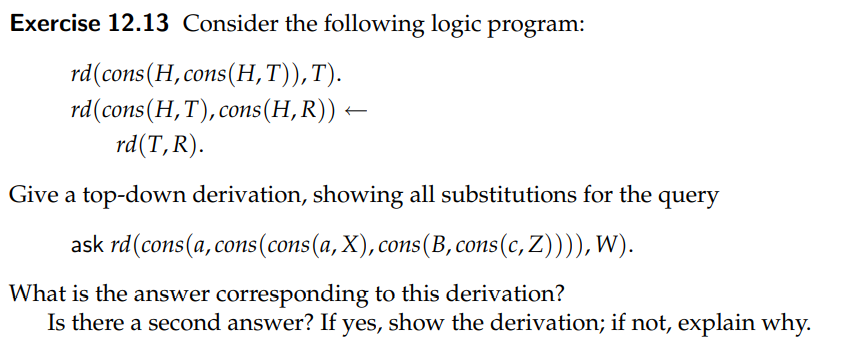 Exercise 12.13 Consider the following logic program:
rd(cons(H,cons(H,T)),T).
rd(cons(H,T),cons(H,R)) ←
rd(T,R).
Give a top-down derivation, showing all substitutions for the query
ask rd(cons(a,cons(cons(a,X),cons(B,cons(c,Z)))),W).
What is the answer corresponding to this derivation?
Is there a second answer? If yes, show the derivation; if not, explain why.